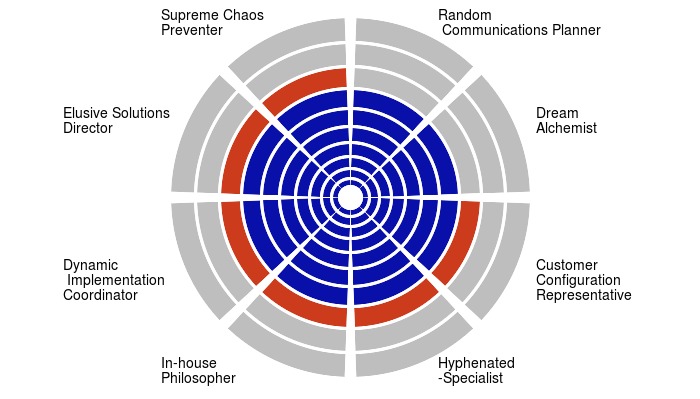 Supreme Chaos
Preventer
Random
Communications Planner
Elusive Solutions
Director
Dream
Alchemist
Dynamic
Implementation
Coordinator
Customer
Configuration
Representative
In-house
Philosopher
Hyphenated
-Specialist